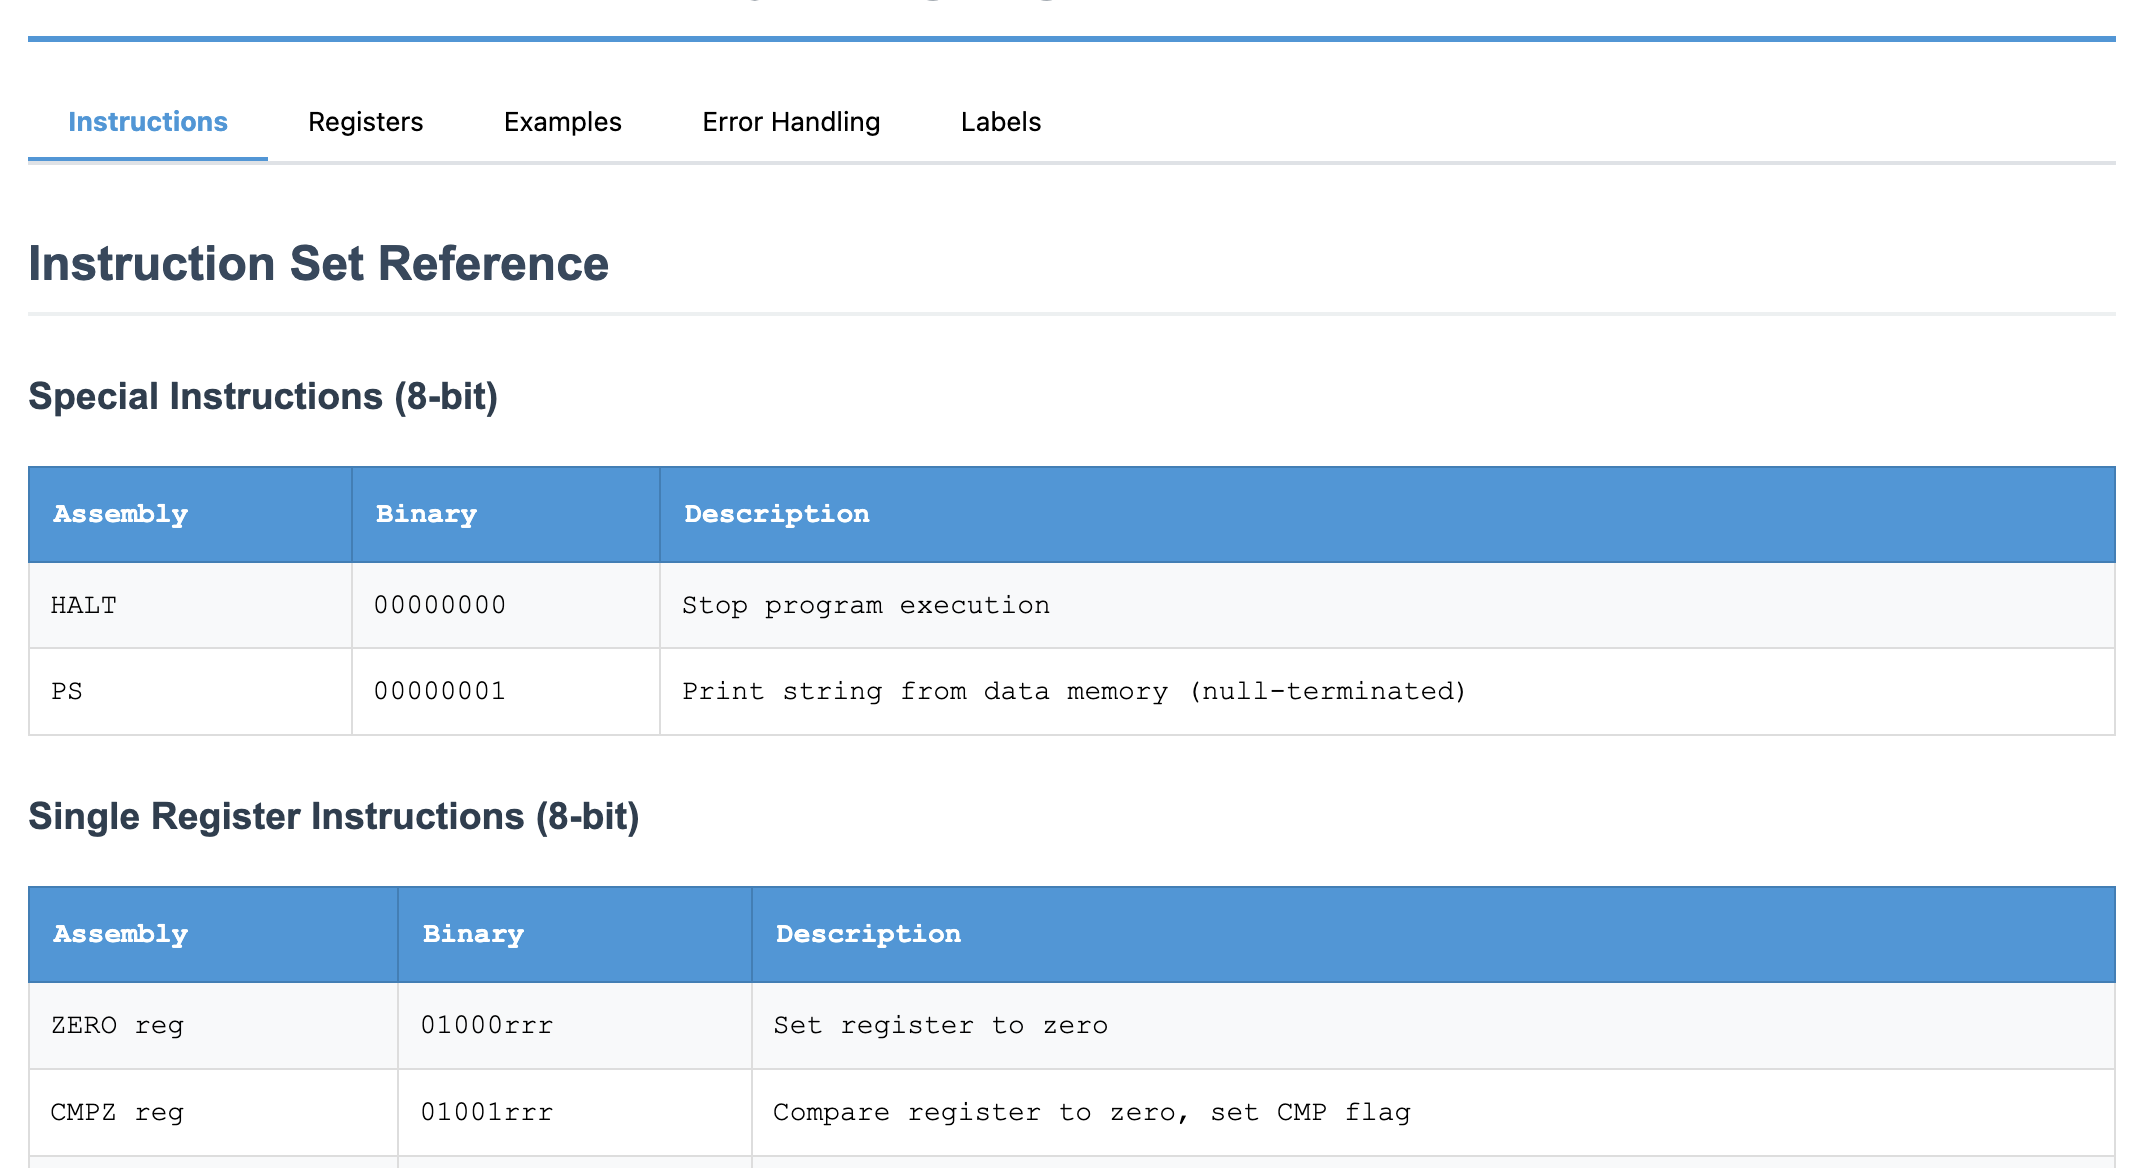 Instructions Registers Examples Error Handling Labels
Instruction Set Reference
Special Instructions (8-bit)
Assembly Binary Description
HALT 00000000 Stop program execution
PS 00000001 Print string from data memory (null-terminated)
Single Register Instructions (8-bit)
Assembly Binary Description
ZERO reg 01000rrr Set register to zero
CMPZ reg 01001rrr Compare register to zero, set CMP flag